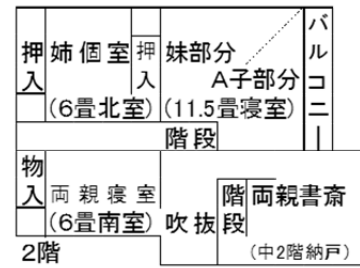 押入
姉個室
(6畳北室)
押入
妹部分
A子部分
(11.5畳寝室)
バルコニー
階段
物入
両親寝室
(6畳南室)
吹抜
階段
両親書斎
(中2階納戸)
2階